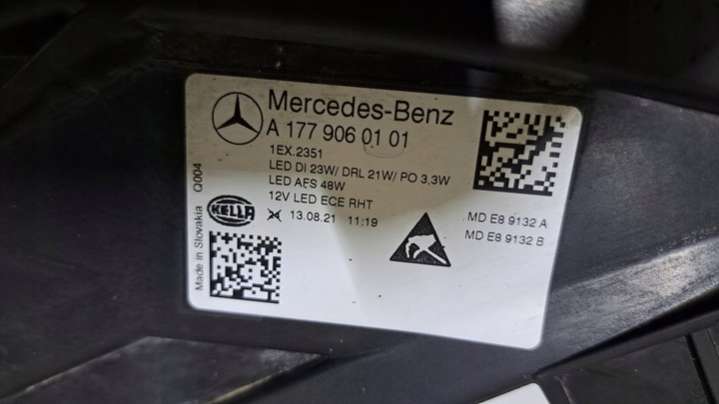 Mercedes-Benz
A 177 906 01 01
1EX.2351
LED DI 23W/ DRL 21W/ PO 3,3W
LED AFS 48W
12V LED ECE RHT
HELLA
13.08.21 11:19
MD E8 9132 A
MD E8 9132 B
Made in Slovakia Q004